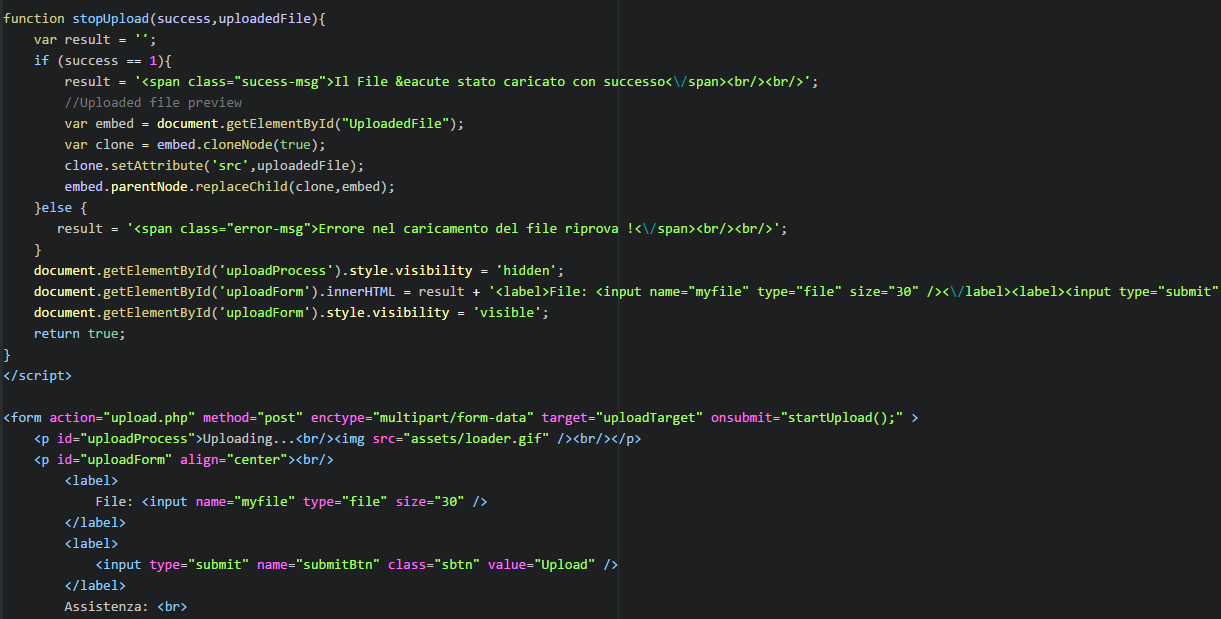 function stopUpload(success,uploadedFile){
var result = '';
if (success == 1){
result = '<span class="sucess-msg">Il File &eacute stato caricato con successo<\/span><br/><br/>';
//Uploaded file preview
var embed = document.getElementById("UploadedFile");
var clone = embed.cloneNode(true);
clone.setAttribute('src',uploadedFile);
embed.parentNode.replaceChild(clone,embed);
}else {
result = '<span class="error-msg">Errore nel caricamento del file riprova !<\/span><br/><br/>';
}
document.getElementById('uploadProcess').style.visibility = 'hidden';
document.getElementById('uploadForm').innerHTML = result + '<label>File: <input name="myfile" type="file" size="30" /><\/label><label><input type="submit"
document.getElementById('uploadForm').style.visibility = 'visible';
return true;
}
</script>
<form action="upload.php" method="post" enctype="multipart/form-data" target="uploadTarget" onsubmit="startUpload();" >
<p id="uploadProcess">Uploading...<br/><img src="assets/loader.gif" /><br/></p>
<p id="uploadForm" align="center"><br/>
<label>
File: <input name="myfile" type="file" size="30" />
</label>
<label>
<input type="submit" name="submitBtn" class="sbtn" value="Upload" />
</label>
Assistenza: <br>